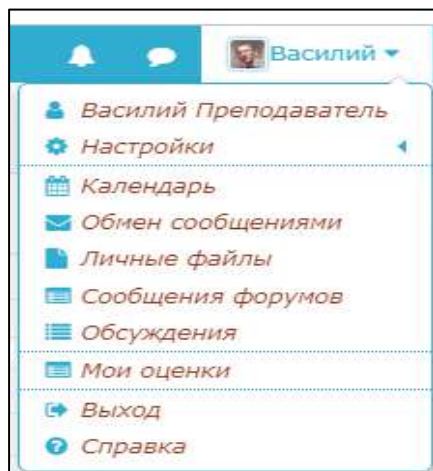 Василий
Василий Преподаватель
Настройки
Календарь
Обмен сообщениями
Личные файлы
Сообщения форумов
Обсуждения
Мои оценки
Выход
Справка